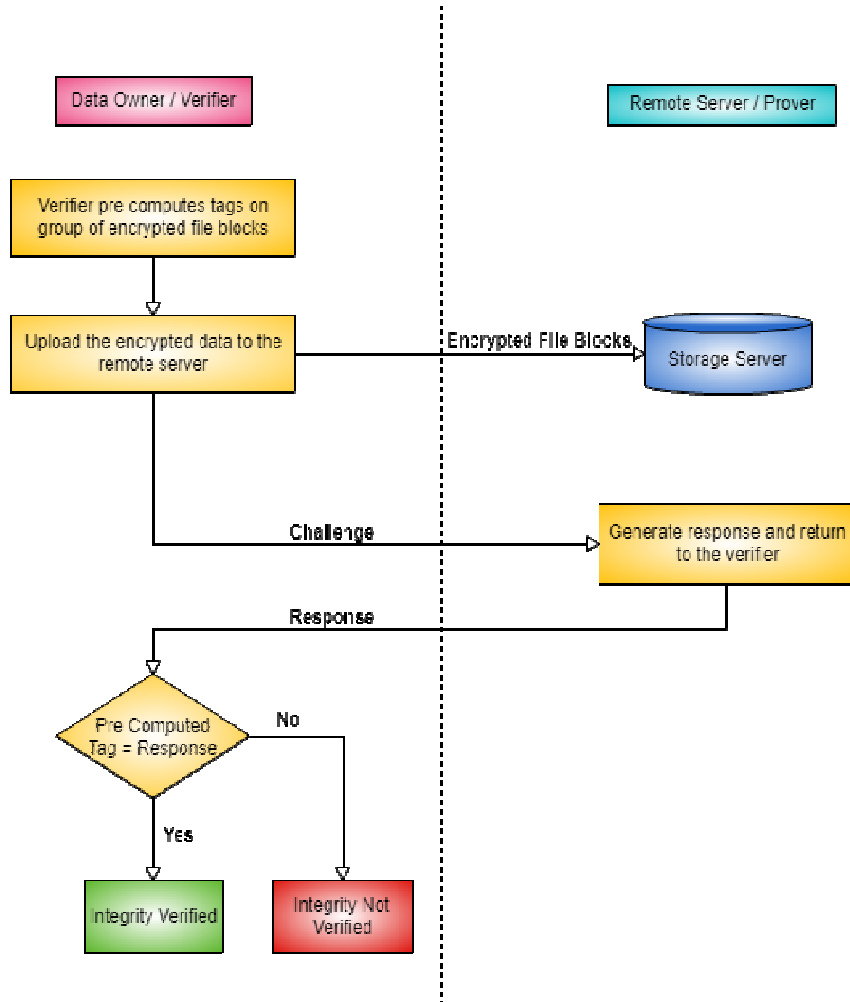 Data Owner / Verifier
Remote Server / Prover
Verifier pre computes tags on
group of encrypted file blocks
Upload the encrypted data to the
remote server
Encrypted File Blocks
Storage Server
Challenge
Generate response and return
to the verifier
Response
Pre Computed
Tag = Response
No
Yes
Integrity Verified
Integrity Not
Verified